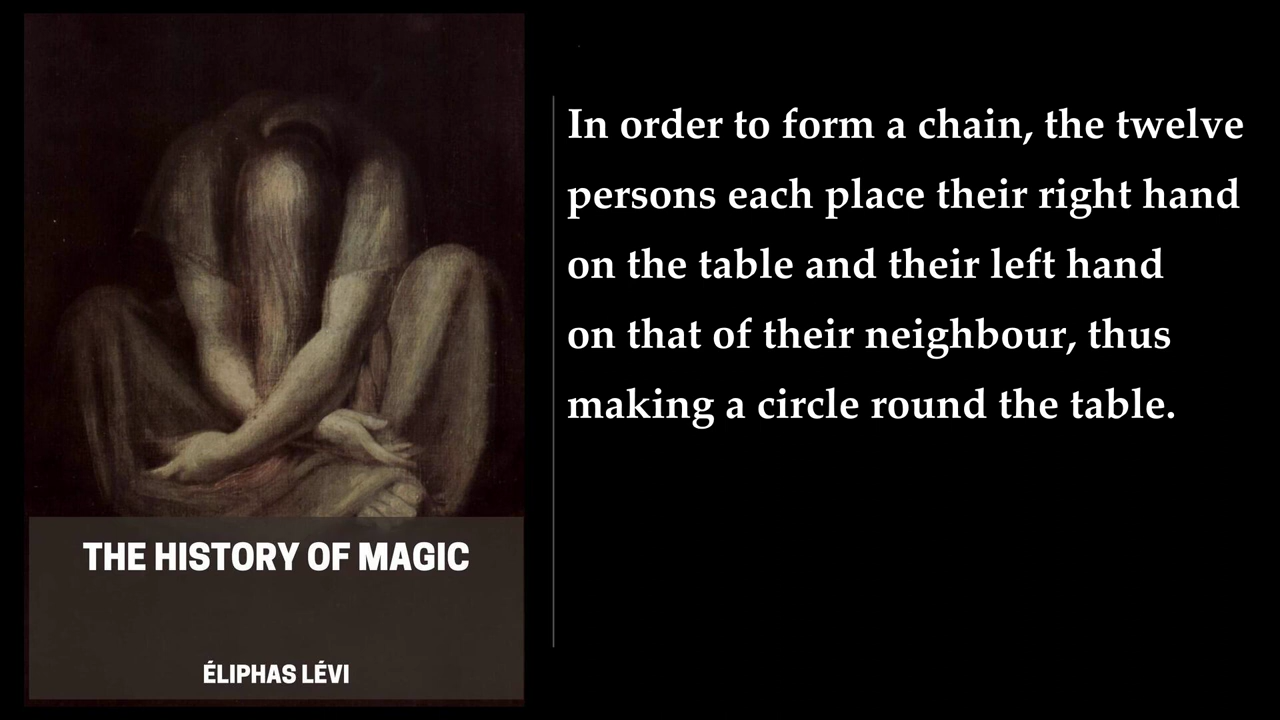 In order to form a chain, the twelve
persons each place their right hand
on the table and their left hand
on that of their neighbour, thus
making a circle round the table.
THE HISTORY OF MAGIC
ÉLIPHAS LÉVI